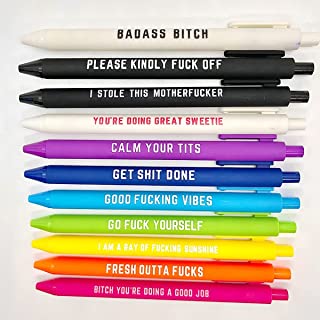 BADASS BITCH
PLEASE KINDLY FUCK OFF
I STOLE THIS MOTHERFUCKER
YOU'RE DOING GREAT SWEETIE
CALM YOUR TITS
GET SHIT DONE
GOOD FUCKING VIBES
GO FUCK YOURSELF
I AM A RAY OF FUCKING SUNSHINE
FRESH OUTTA FUCKS
BITCH YOU'RE DOING A GOOD JOB